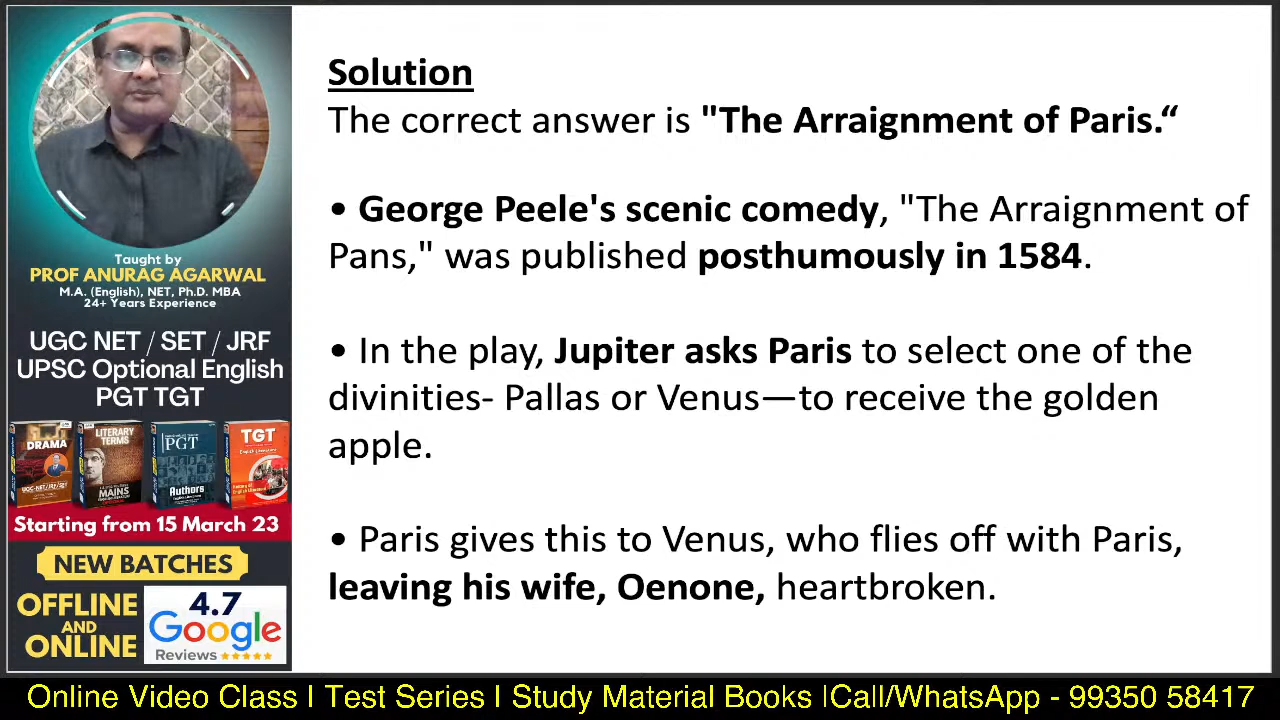 Solution
The correct answer is "The Arraignment of Paris.“
• George Peele's scenic comedy, "The Arraignment of
Pans," was published posthumously in 1584.
• In the play, Jupiter asks Paris to select one of the
divinities- Pallas or Venus—to receive the golden
apple.
• Paris gives this to Venus, who flies off with Paris,
leaving his wife, Oenone, heartbroken.
Taught by
PROF ANURAG AGARWAL
M.A. (English), NET, Ph.D. MBA
24+ Years Experience
UGC NET / SET / JRF
UPSC Optional English
PGT TGT
DRAMA
UGC-NET/JRF/SET
LITERARY
TERMS
MAINS
PGT
Authors
TGT
Starting from 15 March 23
NEW BATCHES
OFFLINE
AND
ONLINE
4.7
Google
Reviews
Online Video Class I Test Series I Study Material Books |Call/WhatsApp - 99350 58417